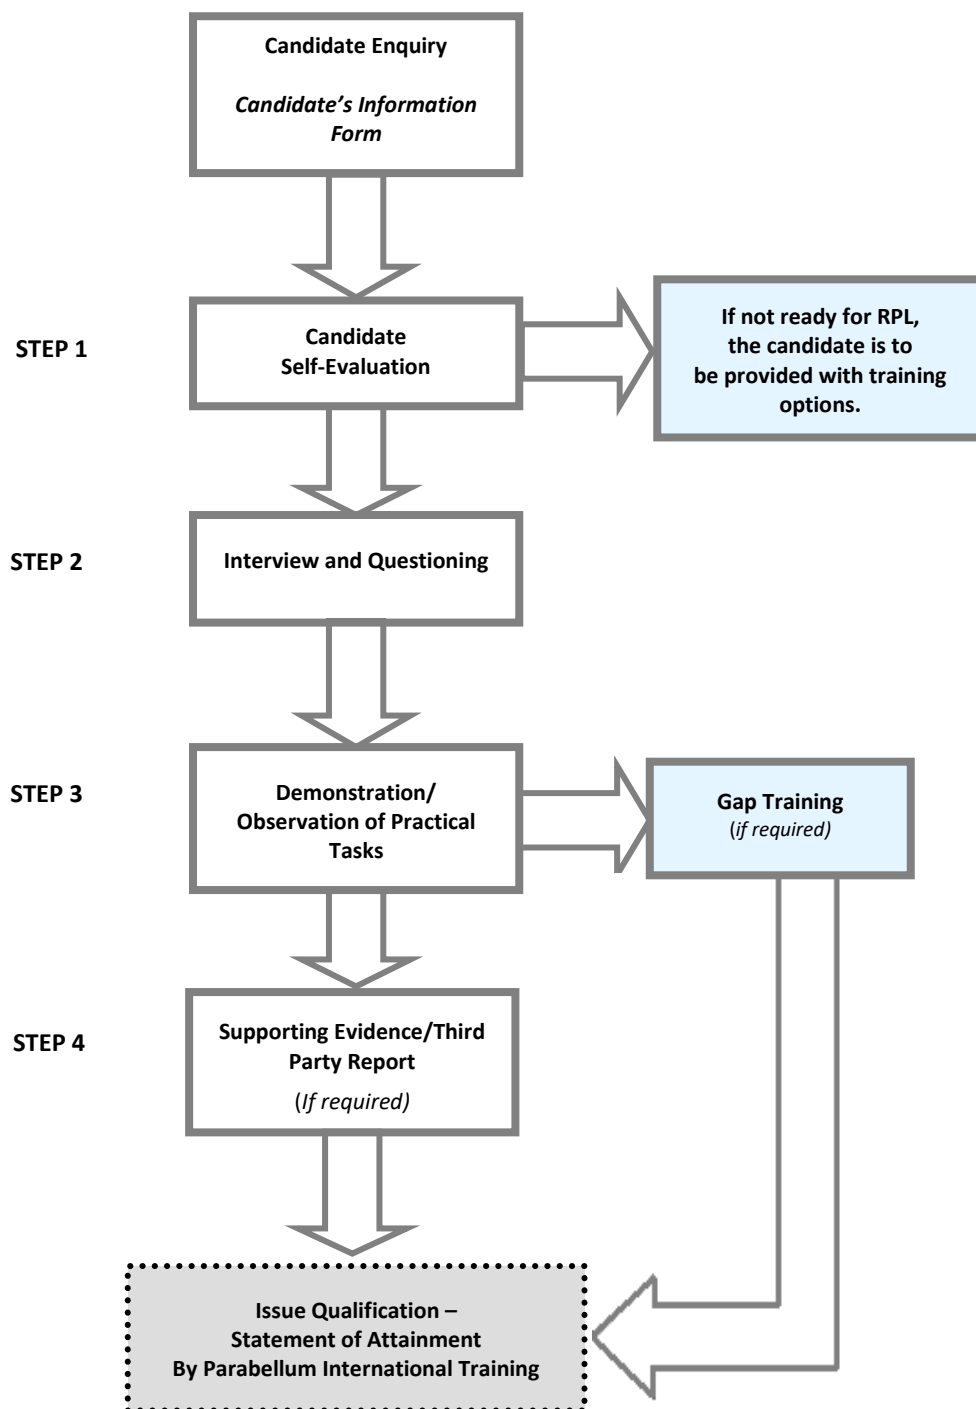 Candidate Enquiry
Candidate’s Information
Form
STEP 1
Candidate
Self-Evaluation
If not ready for RPL,
the candidate is to
be provided with training
options.
STEP 2
Interview and Questioning
STEP 3
Demonstration/
Observation of Practical
Tasks
Gap Training
(if required)
STEP 4
Supporting Evidence/Third
Party Report
(If required)
Issue Qualification –
Statement of Attainment
By Parabellum International Training